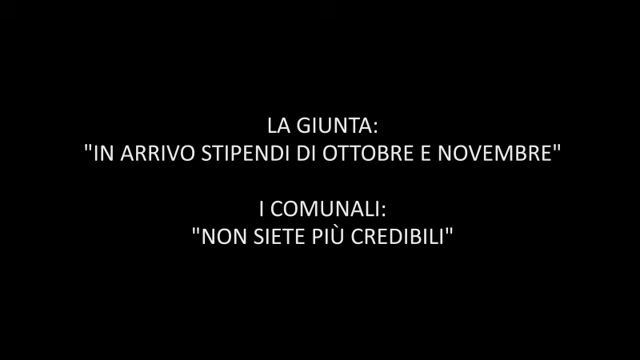 LA GIUNTA:
"IN ARRIVO STIPENDI DI OTTOBRE E NOVEMBRE"
I COMUNALI:
"NON SIETE PIÙ CREDIBILI"